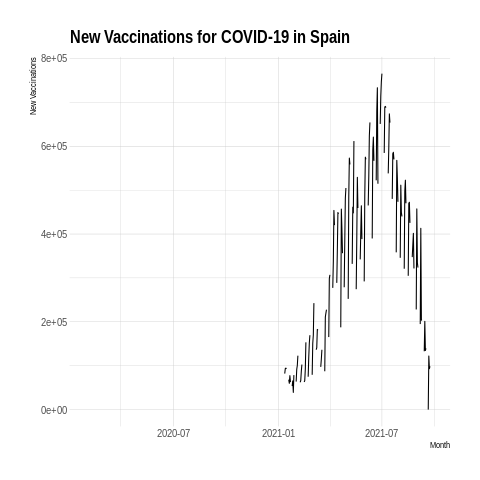 New Vaccinations for COVID-19 in Spain
New Vaccinations
8e+05
6e+05
4e+05
2e+05
0e+00
2020-07
2021-01
2021-07
Month